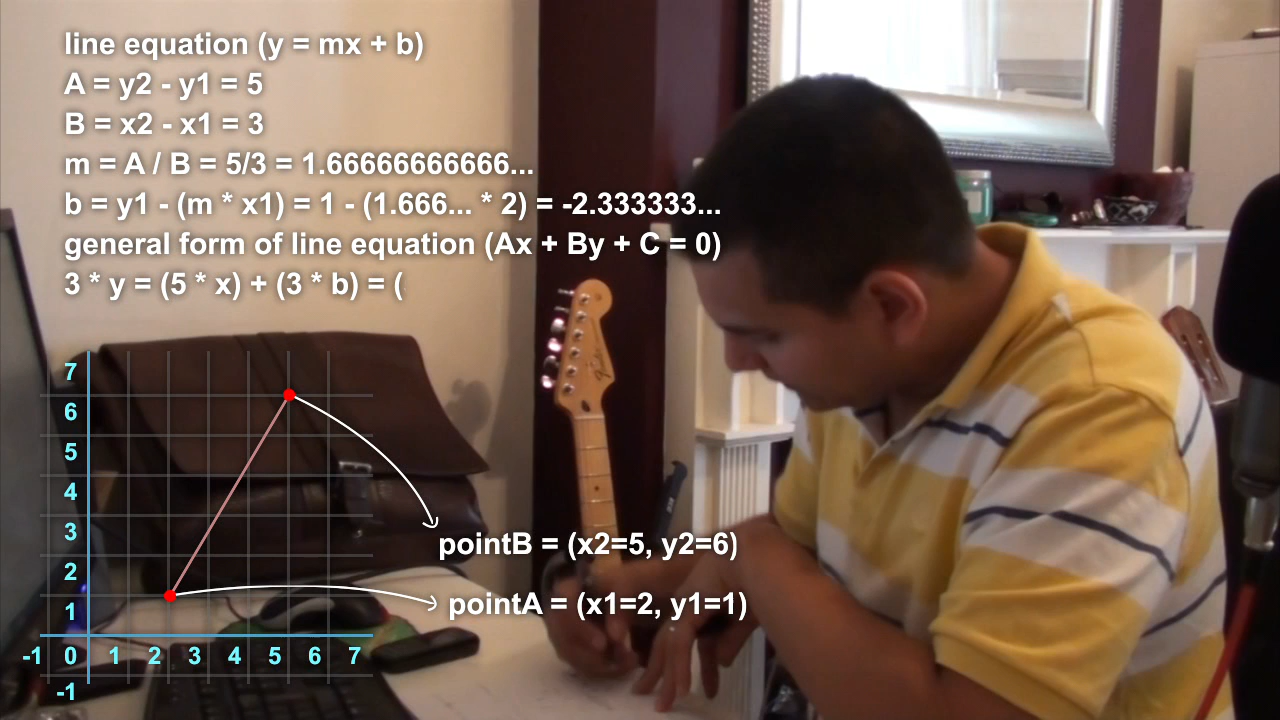 line equation (y = mx + b)
A = y2 - y1 = 5
B = x2 - x1 = 3
m = A / B = 5/3 = 1.66666666666...
b = y1 - (m * x1) = 1 - (1.666... * 2) = -2.333333...
general form of line equation (Ax + By + C = 0)
3 * y = (5 * x) + (3 * b) = (
7
6
5
4
3
2
1
-1 0 1 2 3 4 5 6 7
-1
pointB = (x2=5, y2=6)
pointA = (x1=2, y1=1)